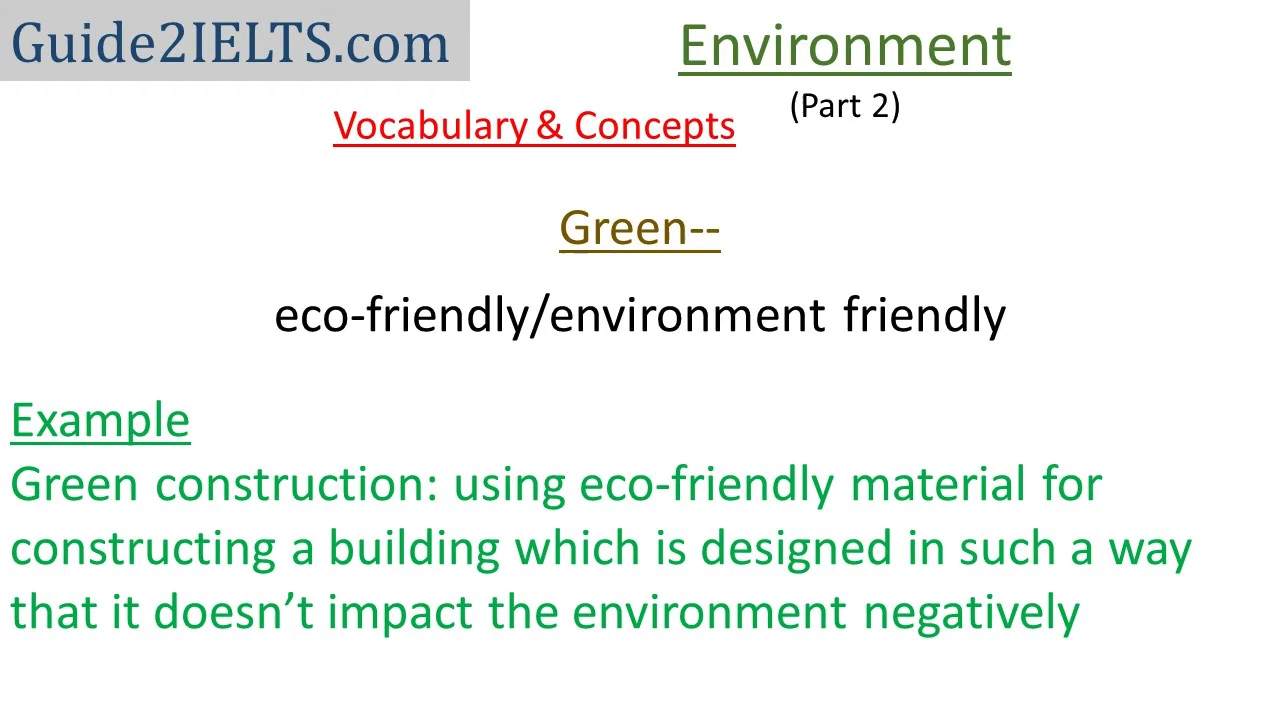 Guide2IELTS.com
Environment
(Part 2)
Vocabulary & Concepts
Green--
eco-friendly/environment friendly
Example
Green construction: using eco-friendly material for
constructing a building which is designed in such a way
that it doesn’t impact the environment negatively